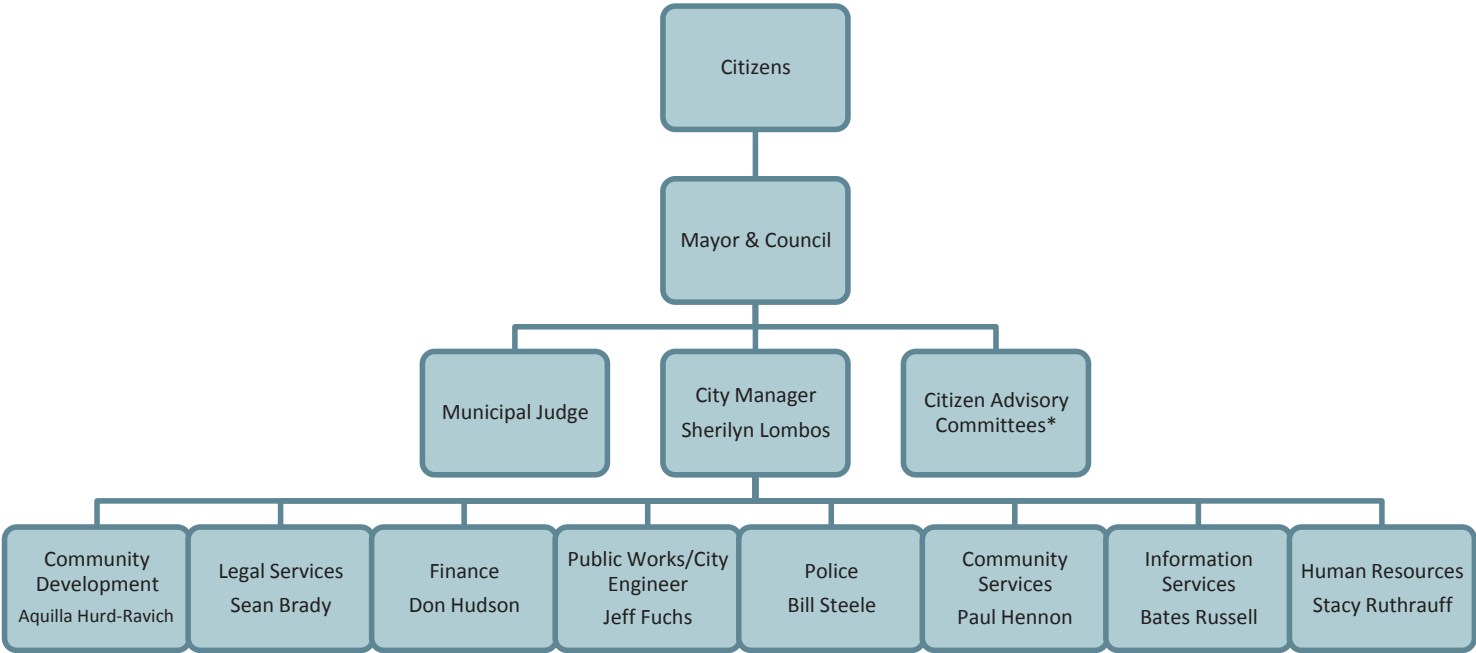 Citizens
Mayor & Council
Municipal Judge
City Manager
Sherilyn Lombos
Citizen Advisory
Committees*
Community
Development
Aquilla Hurd-Ravich
Legal Services
Sean Brady
Finance
Don Hudson
Public Works/City
Engineer
Jeff Fuchs
Police
Bill Steele
Community
Services
Paul Hennon
Information
Services
Bates Russell
Human Resources
Stacy Ruthrauff